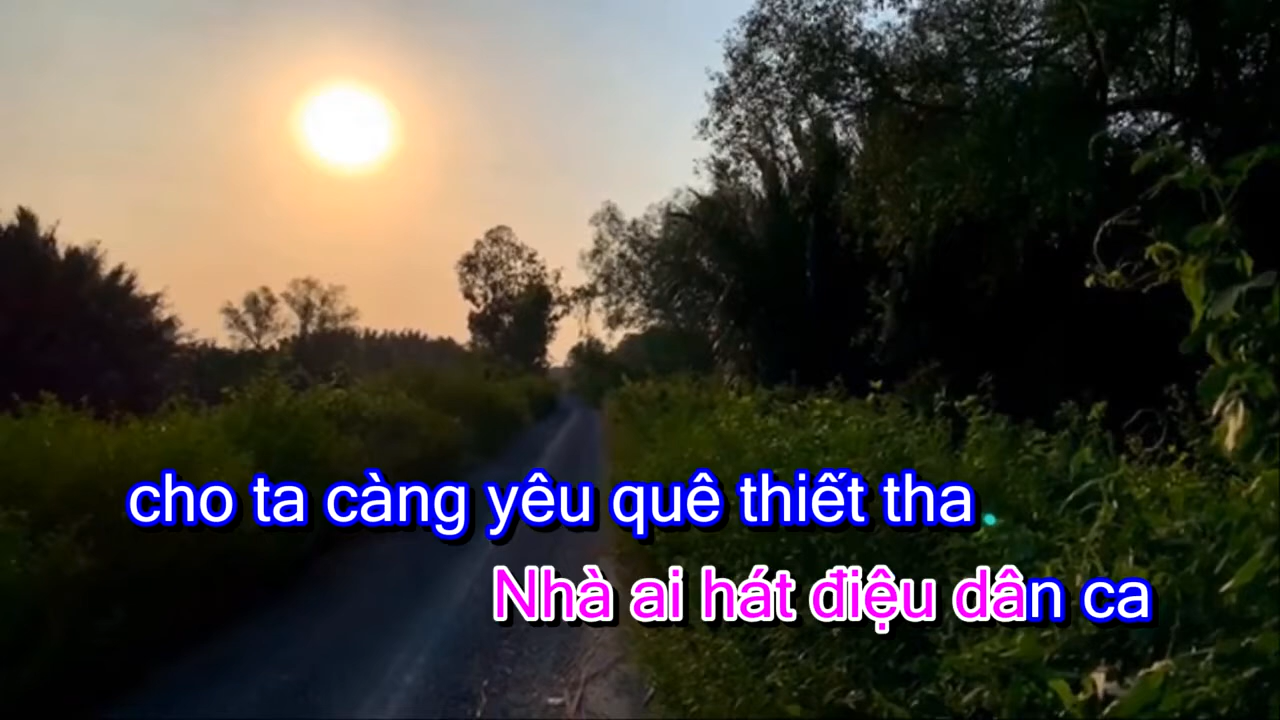 cho ta càng yêu quê thiết tha
Nhà ai hát điệu dân ca